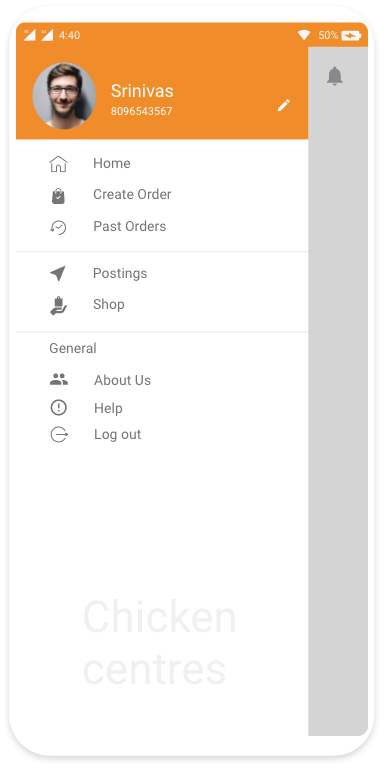 4:40
50%
Srinivas
8096543567
Home
Create Order
Past Orders
Postings
Shop
General
About Us
Help
Log out
Chicken
centres